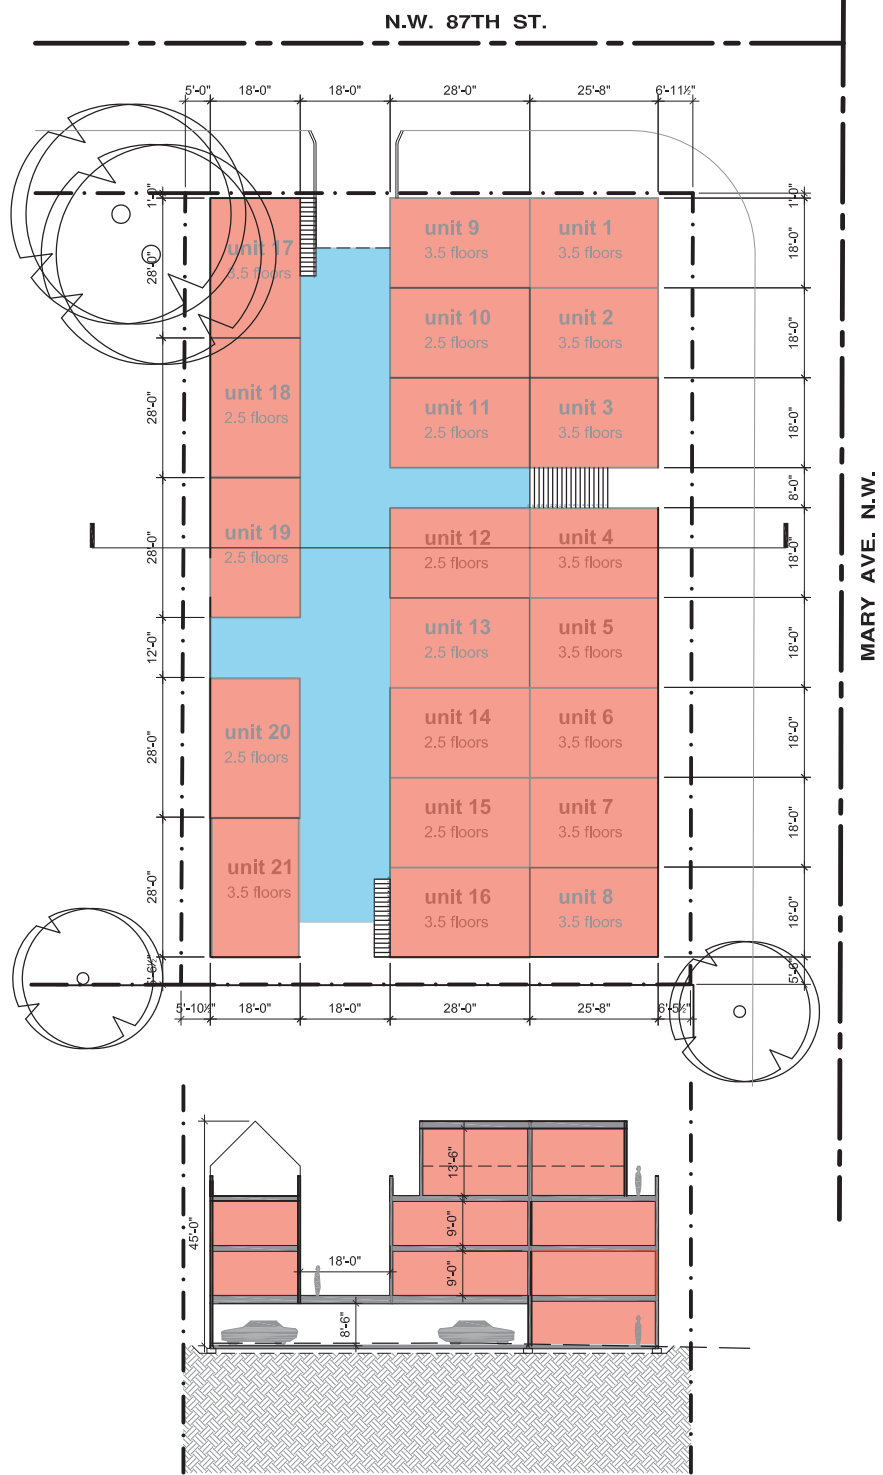 N.W. 87TH ST.
5'-0" 18'-0" 18'-0" 28'-0" 25'-8" 6'-11½"
1'-0" 1'-0"
unit 17
3.5 floors
unit 9
3.5 floors
unit 1
3.5 floors
28'-0" 18'-0"
unit 10
2.5 floors
unit 2
3.5 floors
18'-0"
unit 18
2.5 floors
unit 11
2.5 floors
unit 3
3.5 floors
28'-0" 18'-0"
8'-0"
unit 19
2.5 floors
unit 12
2.5 floors
unit 4
3.5 floors
28'-0" 18'-0"
MARY AVE. N.W.
unit 13
2.5 floors
unit 5
3.5 floors
12'-0" 18'-0"
unit 20
2.5 floors
unit 14
2.5 floors
unit 6
3.5 floors
28'-0" 18'-0"
unit 15
2.5 floors
unit 7
3.5 floors
18'-0"
unit 21
3.5 floors
unit 16
3.5 floors
unit 8
3.5 floors
28'-0" 18'-0"
5'-6"
5'-10½" 18'-0" 18'-0" 28'-0" 25'-8" 6'-5½"
13'-6"
45'-0" 9'-0"
18'-0" 9'-0"
8'-6"